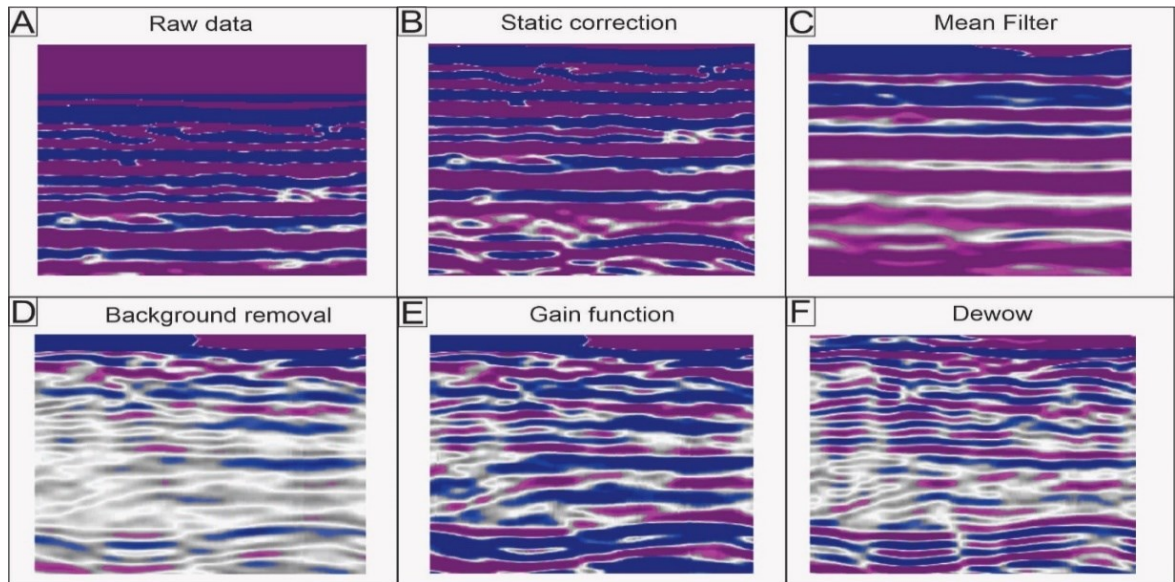 A Raw data
B Static correction
C Mean Filter
D Background removal
E Gain function
F Dewow